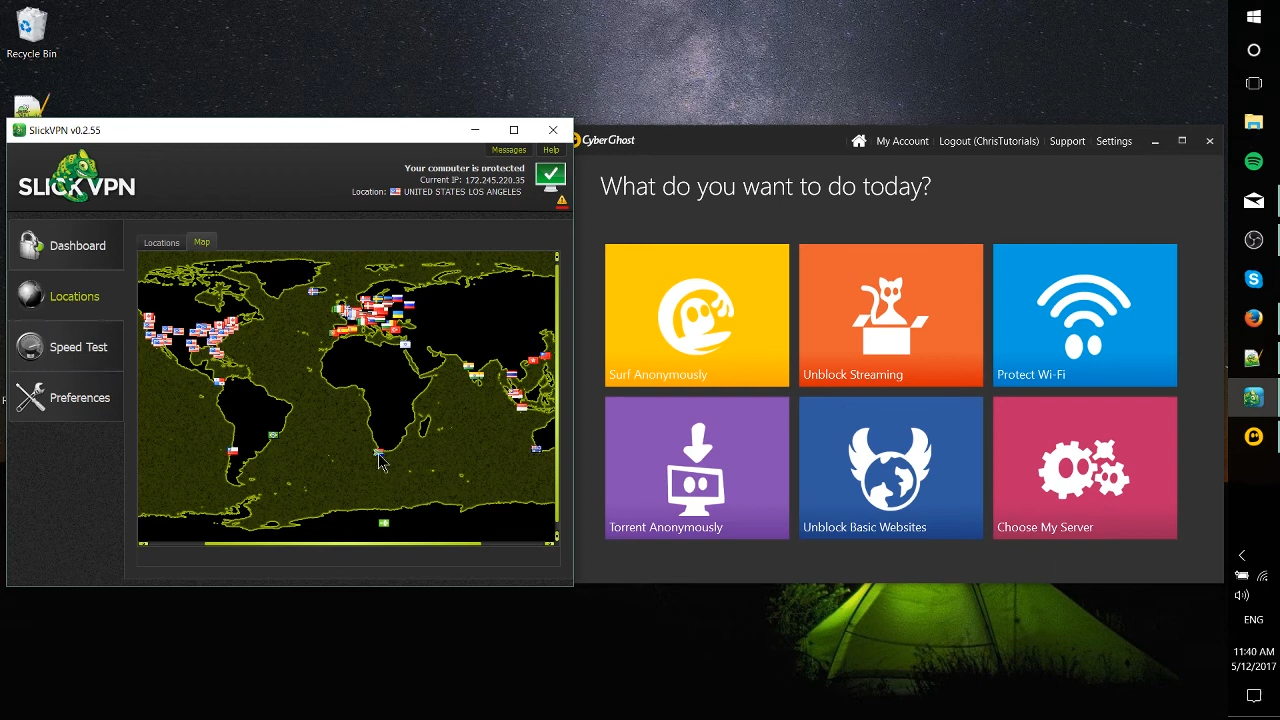 Recycle Bin
SlickVPN v0.2.55
Messages
Help
SLICK VPN
Your computer is protected
Current IP: 172.245.220.35
Location: UNITED STATES LOS ANGELES
Dashboard
Locations
Speed Test
Preferences
Locations
Map
CyberGhost
My Account
Logout (ChrisTutorials)
Support
Settings
What do you want to do today?
Surf Anonymously
Unblock Streaming
Protect Wi-Fi
Torrent Anonymously
Unblock Basic Websites
Choose My Server
ENG
11:40 AM
5/12/2017